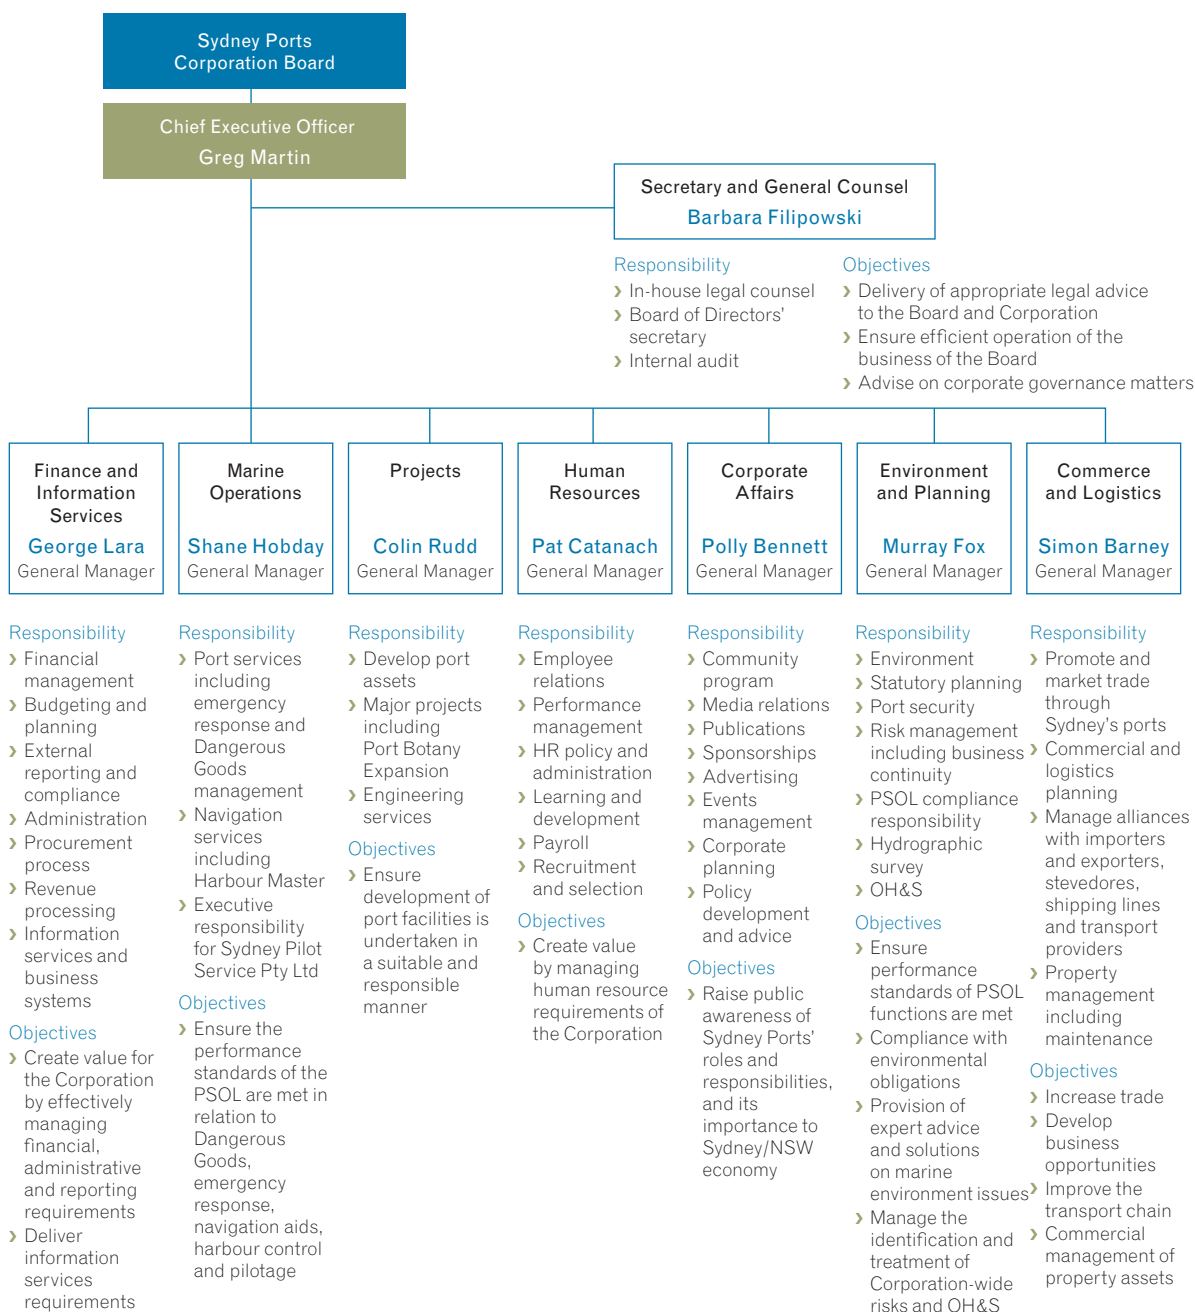 Sydney Ports
Corporation Board
Chief Executive Officer
Greg Martin
Secretary and General Counsel
Barbara Filipowski
Responsibility
› In-house legal counsel
› Board of Directors’
secretary
› Internal audit
Objectives
› Delivery of appropriate legal advice
to the Board and Corporation
› Ensure efficient operation of the
business of the Board
› Advise on corporate governance matters
Finance and
Information
Services
George Lara
General Manager
Responsibility
› Financial
management
› Budgeting and
planning
› External
reporting and
compliance
› Administration
› Procurement
process
› Revenue
processing
› Information
services and
business
systems
Objectives
› Create value for
the Corporation
by effectively
managing
financial,
administrative
and reporting
requirements
› Deliver
information
services
requirements
Marine
Operations
Shane Hobday
General Manager
Responsibility
› Port services
including
emergency
response and
Dangerous
Goods
management
› Navigation
services
including
Harbour Master
› Executive
responsibility
for Sydney Pilot
Service Pty Ltd
Objectives
› Ensure the
performance
standards of the
PSOL are met in
relation to
Dangerous
Goods,
emergency
response,
navigation aids,
harbour control
and pilotage
Projects
Colin Rudd
General Manager
Responsibility
› Develop port
assets
› Major projects
including
Port Botany
Expansion
› Engineering
services
Objectives
› Ensure
development of
port facilities is
undertaken in
a suitable and
responsible
manner
Human
Resources
Pat Catanach
General Manager
Responsibility
› Employee
relations
› Performance
management
› HR policy and
administration
› Learning and
development
› Payroll
› Recruitment
and selection
Objectives
› Create value
by managing
human resource
requirements of
the Corporation
Corporate
Affairs
Polly Bennett
General Manager
Responsibility
› Community
program
› Media relations
› Publications
› Sponsorships
› Advertising
› Events
management
› Corporate
planning
› Policy
development
and advice
Objectives
› Raise public
awareness of
Sydney Ports’
roles and
responsibilities,
and its
importance to
Sydney/NSW
economy
Environment
and Planning
Murray Fox
General Manager
Responsibility
› Environment
› Statutory planning
› Port security
› Risk management
including business
continuity
› PSOL compliance
responsibility
› Hydrographic
survey
› OH&S
Objectives
› Ensure
performance
standards of PSOL
functions are met
› Compliance with
environmental
obligations
› Provision of
expert advice
and solutions
on marine
environment issues
› Manage the
identification and
treatment of
Corporation-wide
risks and OH&S
Commerce
and Logistics
Simon Barney
General Manager
Responsibility
› Promote and
market trade
through
Sydney’s ports
› Commercial and
logistics
planning
› Manage alliances
with importers
and exporters,
stevedores,
shipping lines
and transport
providers
› Property
management
including
maintenance
Objectives
› Increase trade
› Develop
business
opportunities
› Improve the
transport chain
› Commercial
management of
property assets